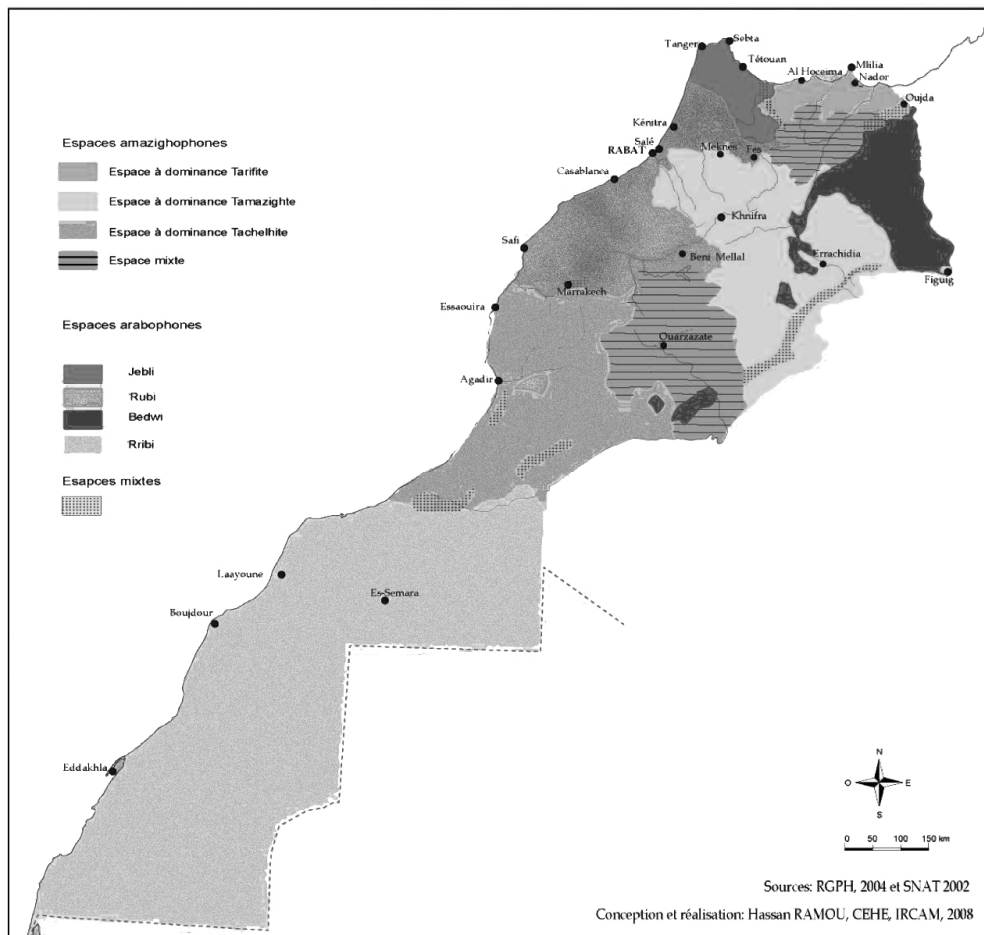 Sebta
Tanger
Tétouan
Mlilia
Al Hoceima
Nador
Oujda
Kénitra
Salé
RABAT
Meknes
Fes
Casablanca
Khnifra
Safi
Beni Mellal
Errachidia
Figuig
Marrakech
Essaouira
Ouarzazate
Agadir
Laayoune
Es-Semara
Boujdour
Eddakhla
Espaces amazighophones
Espace à dominance Tarifite
Espace à dominance Tamazighte
Espace à dominance Tachelhite
Espace mixte
Espaces arabophones
Jebli
'Rubi
Bedwi
Rribi
Esapces mixtes
N
O
E
S
0 50 100 150 km
Sources: RGPH, 2004 et SNAT 2002
Conception et réalisation: Hassan RAMOU, CEHE, IRCAM, 2008